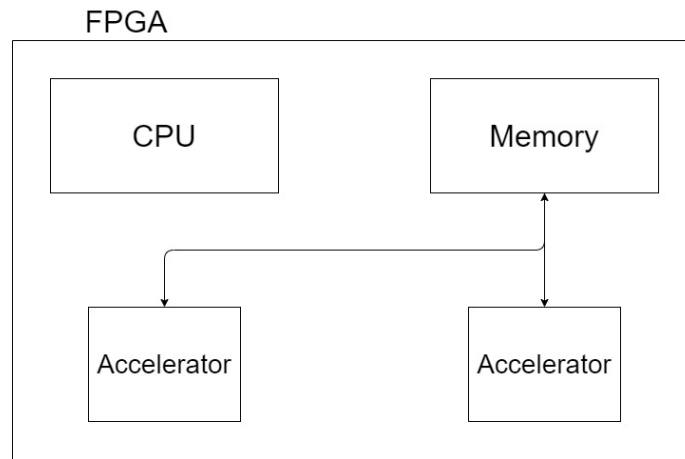 FPGA
CPU
Memory
Accelerator
Accelerator